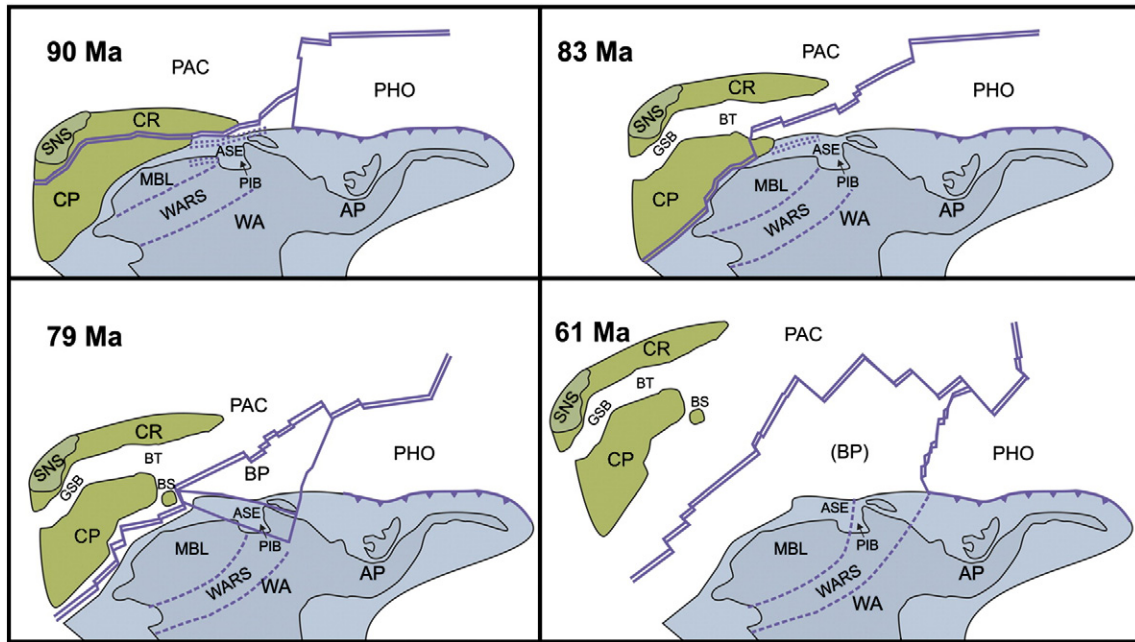 90 Ma
PAC
PHO
CR
SNS
CP
ASE
MBL
PIB
WARS
WA
AP
83 Ma
PAC
PHO
CR
SNS
BT
GSB
ASE
CP
MBL
PIB
WARS
WA
AP
79 Ma
PAC
CR
SNS
BT
BP
PHO
GSB
BS
CP
ASE
MBL
PIB
WARS
WA
AP
61 Ma
PAC
CR
SNS
BT
GSB
BS
CP
(BP)
PHO
ASE
MBL
PIB
WARS
WA
AP